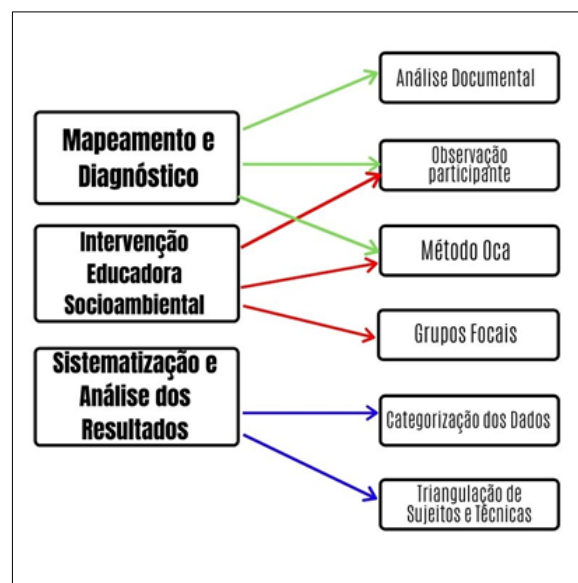 Mapeamento e
Diagnóstico
Intervenção
Educadora
Socioambiental
Sistematização e
Análise dos
Resultados
Análise Documental
Observação
participante
Método Oca
Grupos Focais
Categorização dos Dados
Triangulação de
Sujeitos e Técnicas